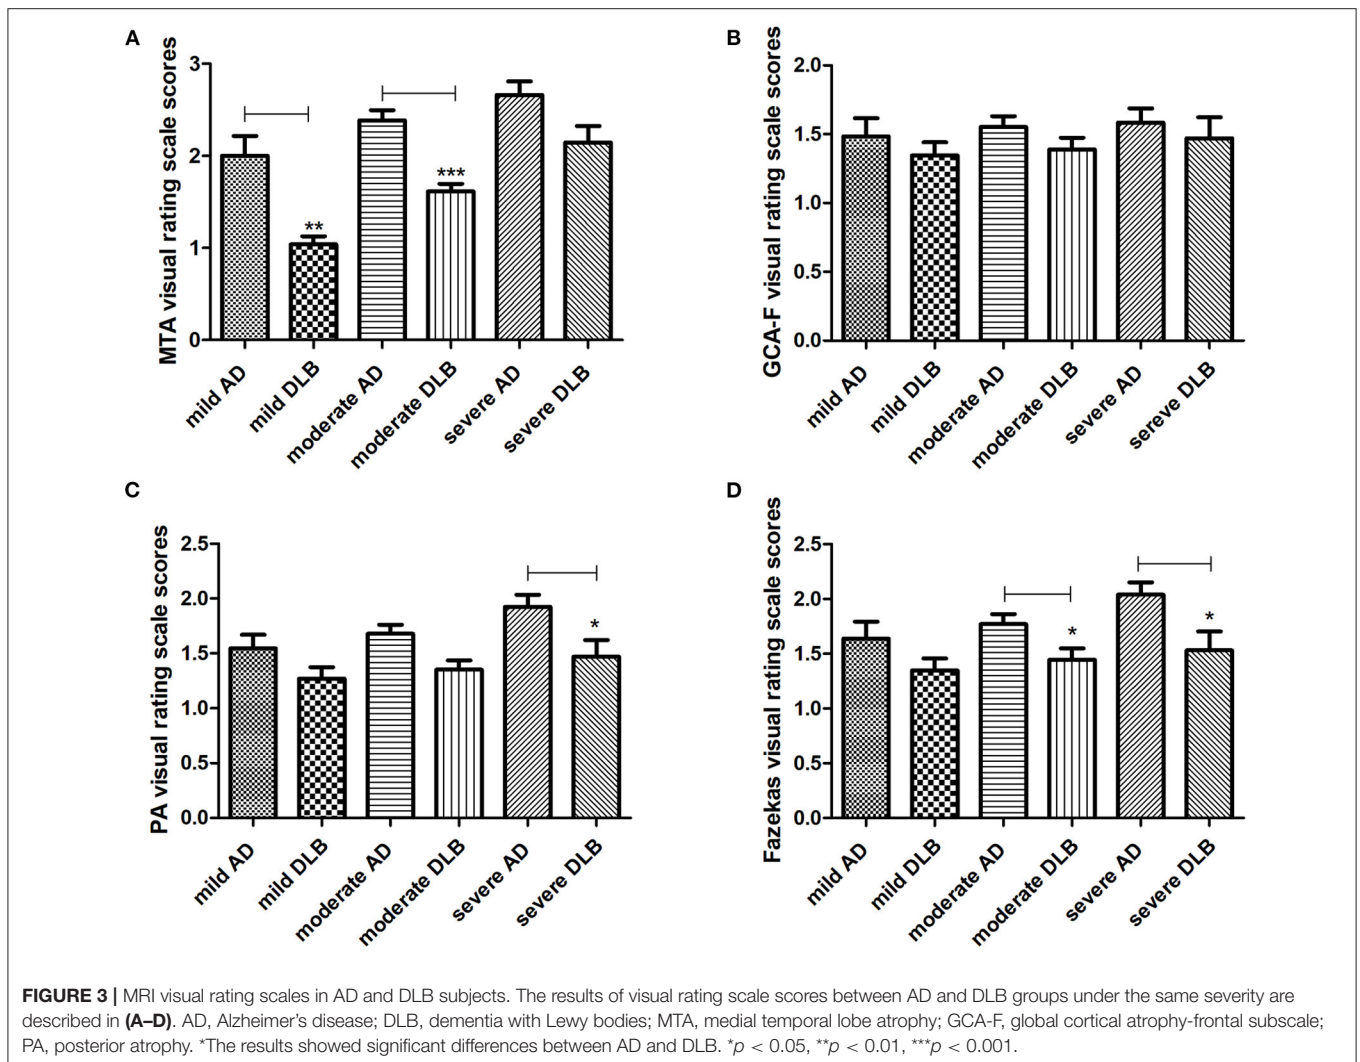 A
MTA visual rating scale scores
3
2
1
0
**
***
mild AD
mild DLB
moderate AD
moderate DLB
severe AD
severe DLB
B
GCA-F visual rating scale scores
2.0
1.5
1.0
0.5
0.0
mild AD
mild DLB
moderate AD
moderate DLB
severe AD
sereve DLB
C
PA visual rating scale scores
2.5
2.0
1.5
1.0
0.5
0.0
*
mild AD
mild DLB
moderate AD
moderate DLB
severe AD
severe DLB
D
Fazekas visual rating scale scores
2.5
2.0
1.5
1.0
0.5
0.0
*
*
mild AD
mild DLB
moderate AD
moderate DLB
severe AD
severe DLB
FIGURE 3 | MRI visual rating scales in AD and DLB subjects. The results of visual rating scale scores between AD and DLB groups under the same severity are
described in (A–D). AD, Alzheimer's disease; DLB, dementia with Lewy bodies; MTA, medial temporal lobe atrophy; GCA-F, global cortical atrophy-frontal subscale;
PA, posterior atrophy. *The results showed significant differences between AD and DLB. *p < 0.05, **p < 0.01, ***p < 0.001.